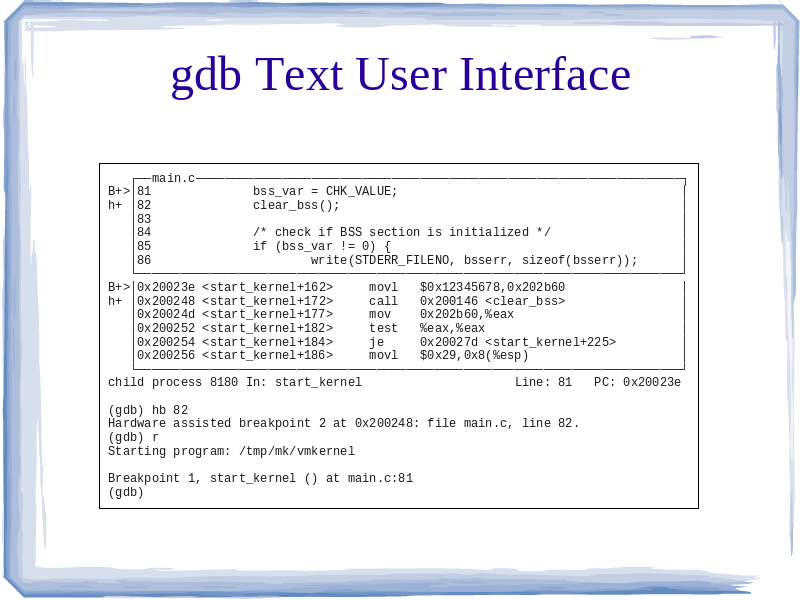 gdb Text User Interface
main.c
B+> 81 bss_var = CHK_VALUE;
h+ 82 clear_bss();
83
84 /* check if BSS section is initialized */
85 if (bss_var != 0) {
86 write(STDERR_FILENO, bsserr, sizeof(bsserr));
B+> 0x20023e <start_kernel+162> movl $0x12345678,0x202b60
h+ 0x200248 <start_kernel+172> call 0x200146 <clear_bss>
0x20024d <start_kernel+177> mov 0x202b60,%eax
0x200252 <start_kernel+182> test %eax,%eax
0x200254 <start_kernel+184> je 0x20027d <start_kernel+225>
0x200256 <start_kernel+186> movl $0x29,0x8(%esp)
child process 8180 In: start_kernel Line: 81 PC: 0x20023e
(gdb) hb 82
Hardware assisted breakpoint 2 at 0x200248: file main.c, line 82.
(gdb) r
Starting program: /tmp/mk/vmkernel
Breakpoint 1, start_kernel () at main.c:81
(gdb)